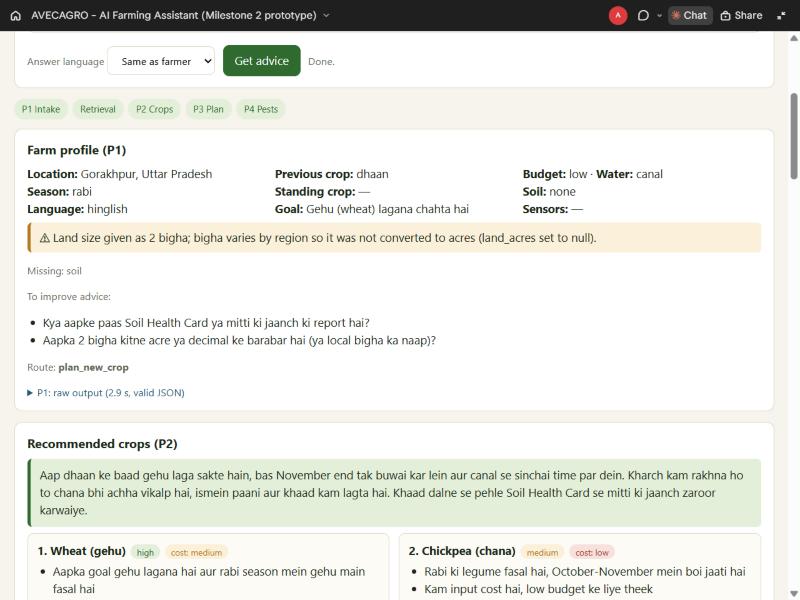 AVECAGRO - AI Farming Assistant (Milestone 2 prototype)
A
Chat
Share
Answer language
Same as farmer
Get advice
Done.
P1 Intake
Retrieval
P2 Crops
P3 Plan
P4 Pests
Farm profile (P1)
Location: Gorakhpur, Uttar Pradesh
Previous crop: dhaan
Budget: low · Water: canal
Season: rabi
Standing crop: —
Soil: none
Language: hinglish
Goal: Gehu (wheat) lagana chahta hai
Sensors: —
⚠ Land size given as 2 bigha; bigha varies by region so it was not converted to acres (land_acres set to null).
Missing: soil
To improve advice:
• Kya aapke paas Soil Health Card ya mitti ki jaanch ki report hai?
• Aapka 2 bigha kitne acre ya decimal ke barabar hai (ya local bigha ka naap)?
Route: plan_new_crop
▶ P1: raw output (2.9 s, valid JSON)
Recommended crops (P2)
Aap dhaan ke baad gehu laga sakte hain, bas November end tak buwai kar lein aur canal se sinchai time par dein. Kharch kam rakhna ho
to chana bhi achha vikalp hai, ismein paani aur khaad kam lagta hai. Khaad dalne se pehle Soil Health Card se mitti ki jaanch zaroor
karwaiye.
1. Wheat (gehu) high cost: medium
• Aapka goal gehu lagana hai aur rabi season mein gehu main
fasal hai
2. Chickpea (chana) medium cost: low
• Rabi ki legume fasal hai, October-November mein boi jaati hai
• Kam input cost hai, low budget ke liye theek